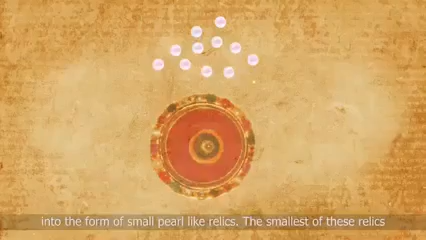 into the form of small pearl like relics. The smallest of these relics